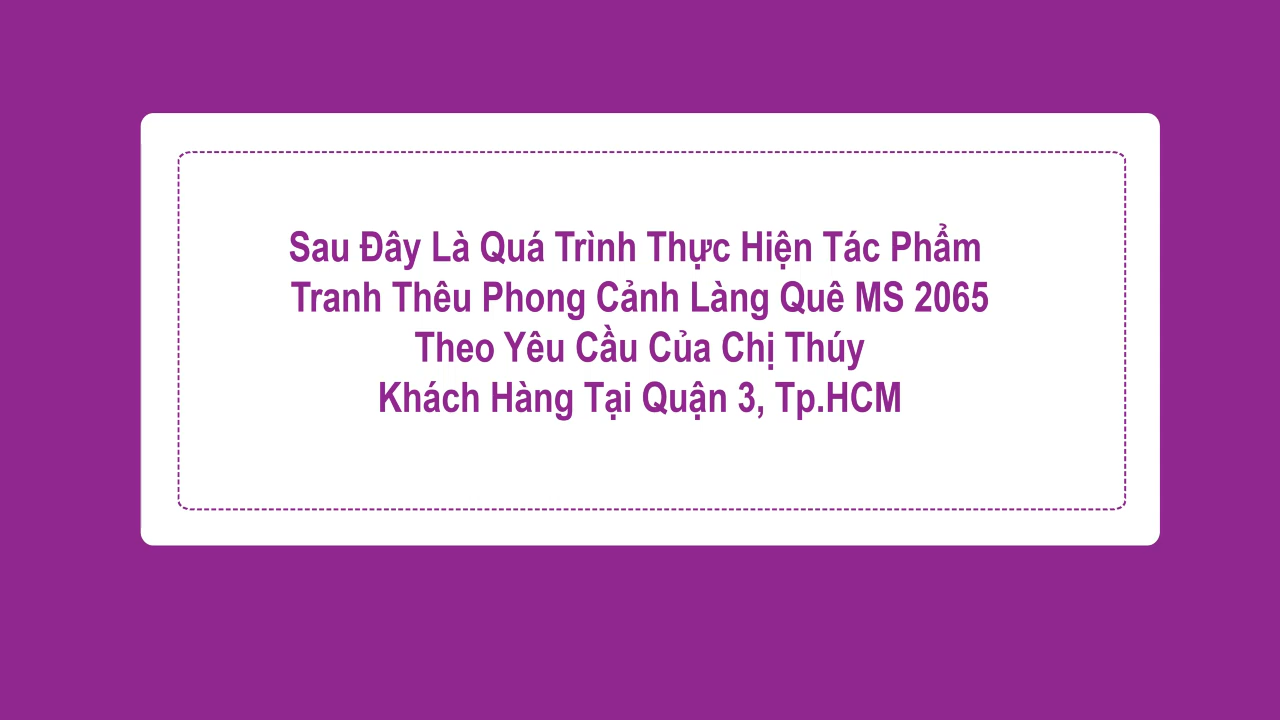 Sau Đây Là Quá Trình Thực Hiện Tác Phẩm
Tranh Thêu Phong Cảnh Làng Quê MS 2065
Theo Yêu Cầu Của Chị Thúy
Khách Hàng Tại Quận 3, Tp.HCM